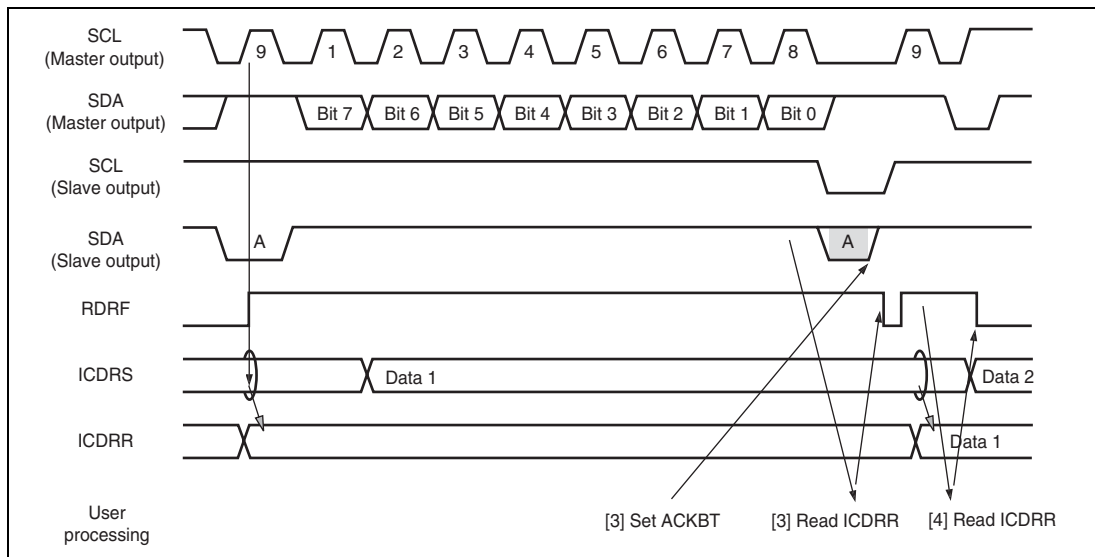 SCL
(Master output)
9 1 2 3 4 5 6 7 8 9
SDA
(Master output)
Bit 7 Bit 6 Bit 5 Bit 4 Bit 3 Bit 2 Bit 1 Bit 0
SCL
(Slave output)
SDA
(Slave output)
A A
RDRF
ICDRS
Data 1 Data 2
ICDRR
Data 1
User
processing
[3] Set ACKBT [3] Read ICDRR [4] Read ICDRR